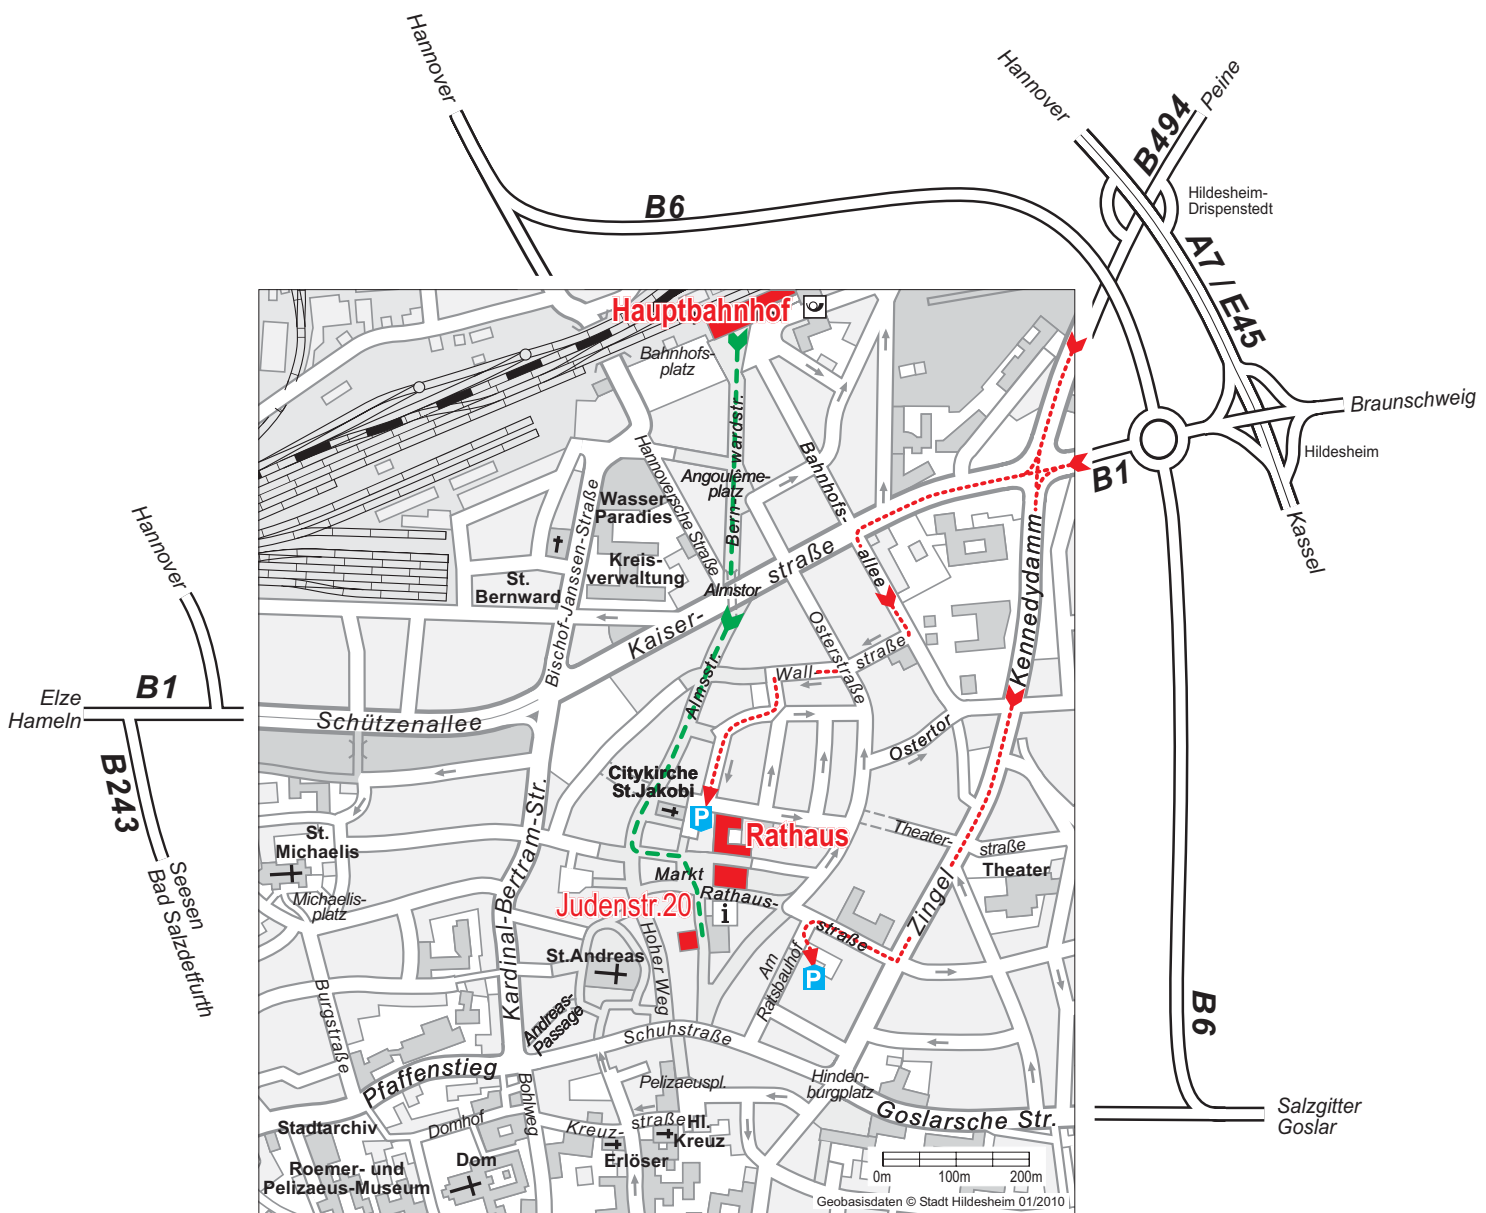 Hannover
Hannover
Peine
B494
B6
Hildesheim-
Drispenstedt
A7 / E45
Hauptbahnhof
Bahnhofs-
platz
Braunschweig
Hildesheim
B1
Kassel
Bern-wardstr.
Bahnhofs-
allee
Hannoversche Straße
Angoulême-
platz
Wasser-
Paradies
Kreis-
verwaltung
St.
Bernward
Bischof-Janssen-Straße
Almstor
Kaiser-
straße
Kennedydamm
Hannover
Elze
Hameln
B1
B243
Seesen
Bad Salzdetfurth
Schützenallee
Almsstr.
Osterstraße
Wall-
straße
Ostertor
Citykirche
St.Jakobi
P
Rathaus
Theater-
straße
Theater
Markt
Rathaus-
straße
Judenstr.20
i
Zingel
St.
Michaelis
Michaelis-
platz
Kardinal-Bertram-Str.
St.Andreas
Hoher Weg
Am
Ratsbauhof
P
Burgstraße
Andreas-
Passage
Schuhstraße
Pfaffenstieg
Bohlweg
Pelizaeuspl.
Hinden-
burgplatz
Goslarsche Str.
B6
Salzgitter
Goslar
Stadtarchiv
Domhof
Kreuz-
straße
Hl.
Kreuz
Erlöser
Dom
Roemer- und
Pelizaeus-Museum
0m 100m 200m
Geobasisdaten © Stadt Hildesheim 01/2010